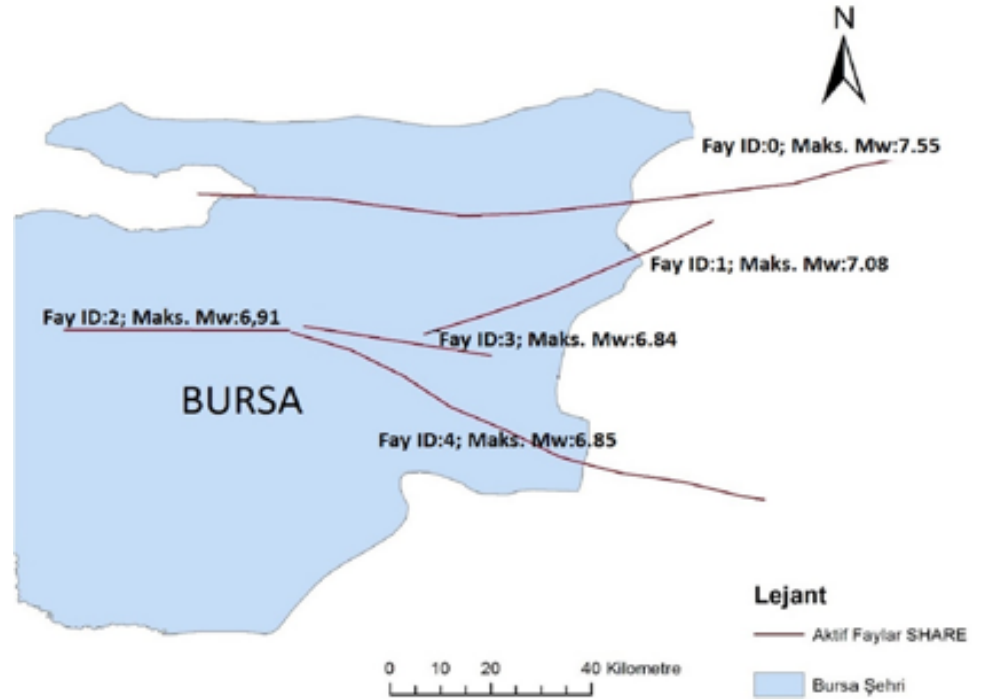 N
Fay ID:0; Maks. Mw:7.55
Fay ID:1; Maks. Mw:7.08
Fay ID:2; Maks. Mw:6,91
Fay ID:3; Maks. Mw:6.84
BURSA
Fay ID:4; Maks. Mw:6.85
Lejant
Aktif Faylar SHARE
Bursa Şehri
0 10 20 40 Kilometre